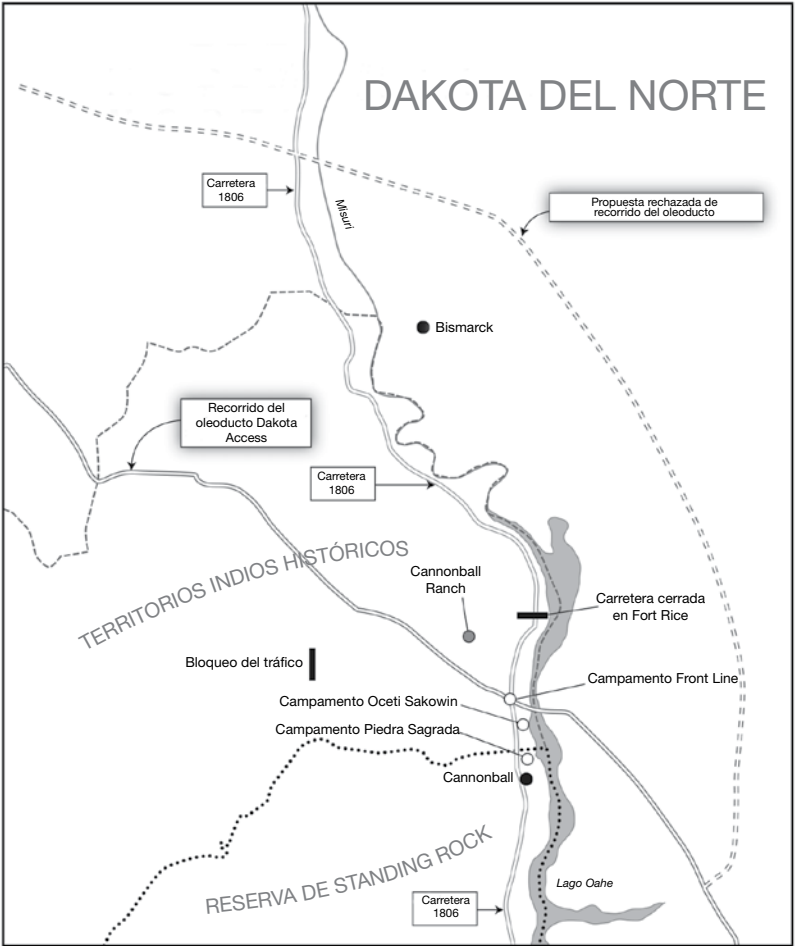 DAKOTA DEL NORTE
Carretera
1806
Misuri
Propuesta rechazada de
recorrido del oleoducto
Bismarck
Recorrido del
oleoducto Dakota
Access
Carretera
1806
TERRITORIOS INDIOS HISTÓRICOS
Cannonball
Ranch
Carretera cerrada
en Fort Rice
Bloqueo del tráfico
Campamento Front Line
Campamento Oceti Sakowin
Campamento Piedra Sagrada
Cannonball
RESERVA DE STANDING ROCK
Lago Oahe
Carretera
1806